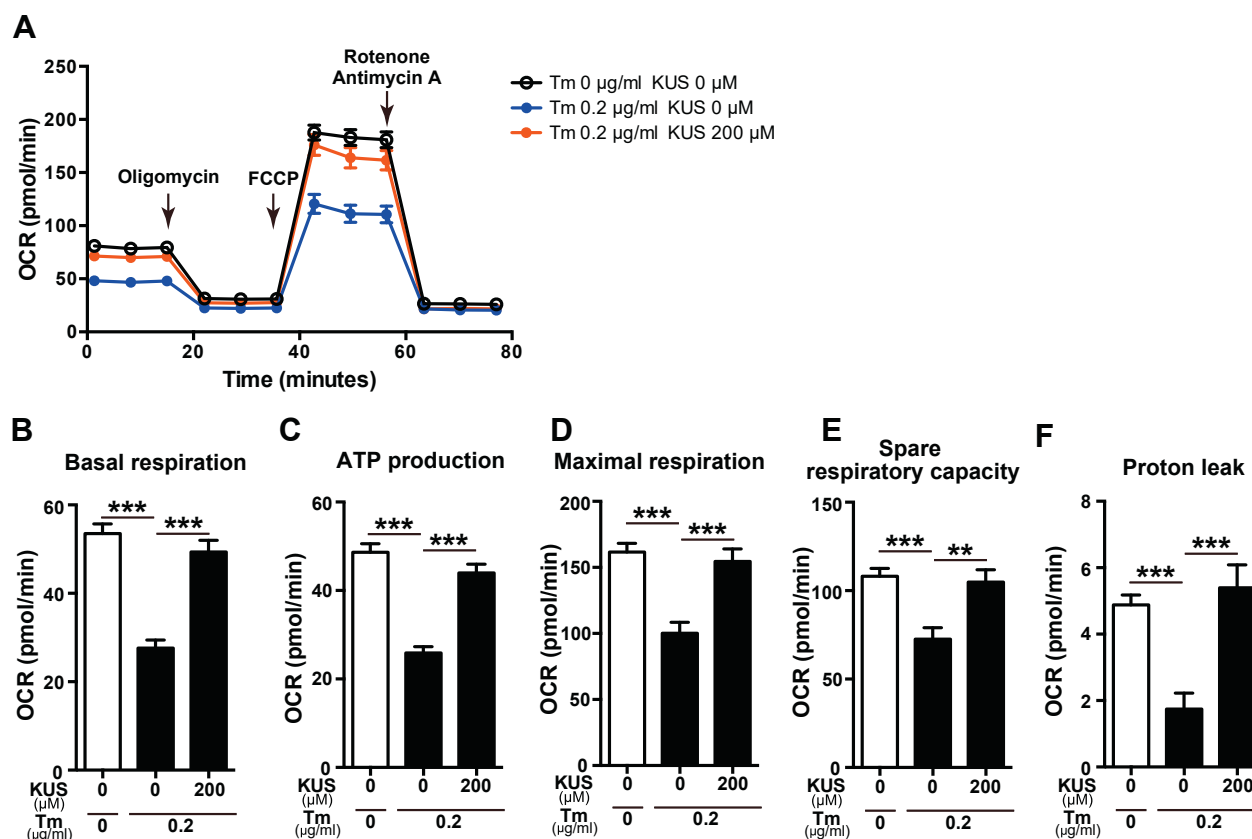 A
Rotenone
Antimycin A
Oligomycin
FCCP
Tm 0 µg/ml KUS 0 µM
Tm 0.2 µg/ml KUS 0 µM
Tm 0.2 µg/ml KUS 200 µM
OCR (pmol/min)
250
200
150
100
50
0
0 20 40 60 80
Time (minutes)
B
Basal respiration
OCR (pmol/min)
60
40
20
0
*** ***
KUS 0 0 200
(µM)
Tm 0 0.2
(µg/ml)
C
ATP production
OCR (pmol/min)
60
40
20
0
*** ***
KUS 0 0 200
(µM)
Tm 0 0.2
(µg/ml)
D
Maximal respiration
OCR (pmol/min)
200
150
100
50
0
*** ***
KUS 0 0 200
(µM)
Tm 0 0.2
(µg/ml)
E
Spare
respiratory capacity
OCR (pmol/min)
150
100
50
0
*** **
KUS 0 0 200
(µM)
Tm 0 0.2
(µg/ml)
F
Proton leak
OCR (pmol/min)
8
6
4
2
0
*** ***
KUS 0 0 200
(µM)
Tm 0 0.2
(µg/ml)